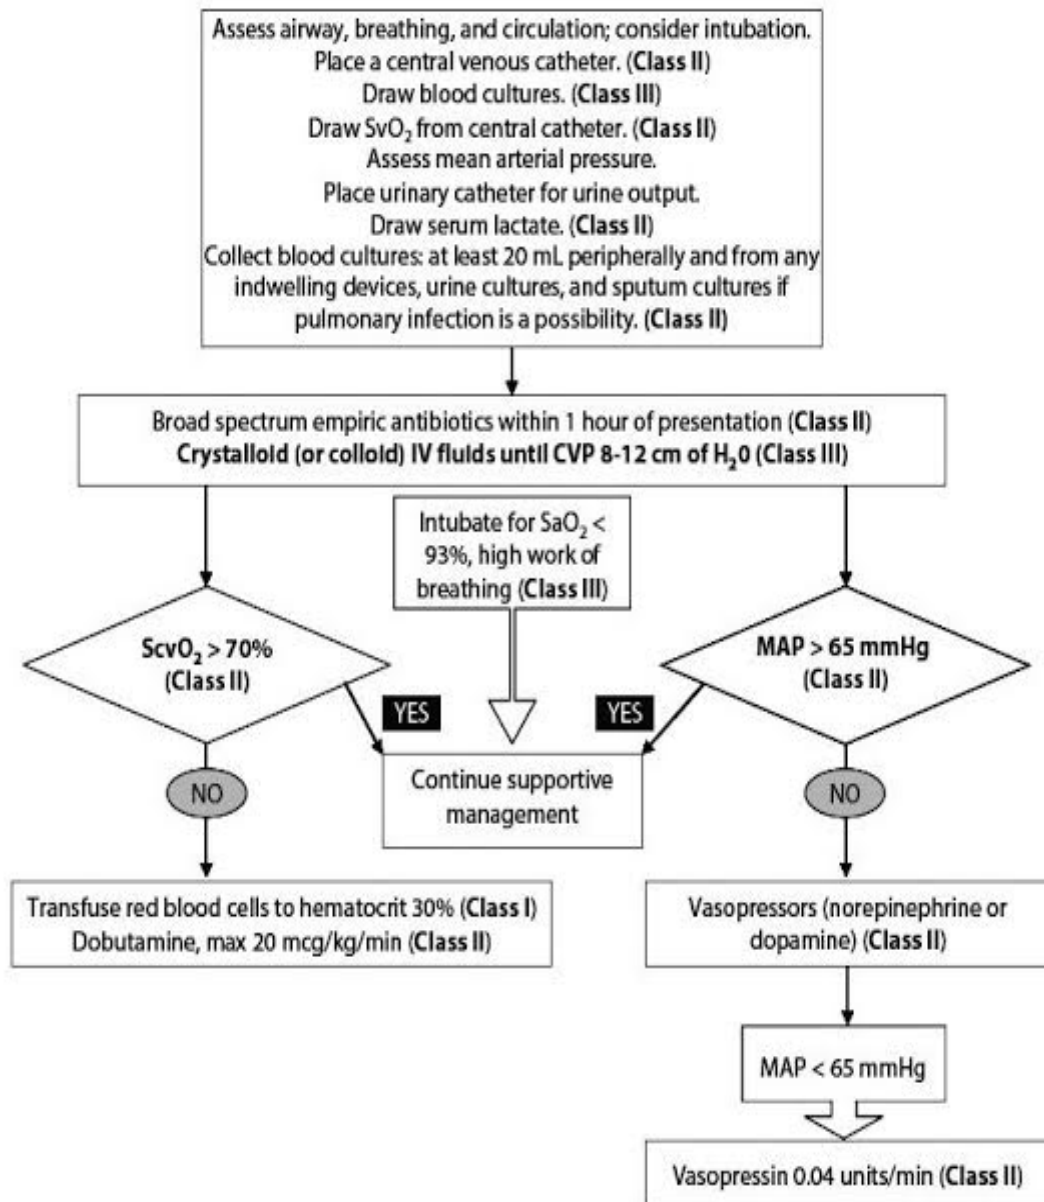 Assess airway, breathing, and circulation; consider intubation.
Place a central venous catheter. (Class II)
Draw blood cultures. (Class III)
Draw SvO₂ from central catheter. (Class II)
Assess mean arterial pressure.
Place urinary catheter for urine output.
Draw serum lactate. (Class II)
Collect blood cultures: at least 20 mL peripherally and from any
indwelling devices, urine cultures, and sputum cultures if
pulmonary infection is a possibility. (Class II)
Broad spectrum empiric antibiotics within 1 hour of presentation (Class II)
Crystalloid (or colloid) IV fluids until CVP 8-12 cm of H₂0 (Class III)
Intubate for SaO₂ <
93%, high work of
breathing (Class III)
ScvO₂ > 70%
(Class II)
MAP > 65 mmHg
(Class II)
YES
YES
Continue supportive
management
NO
NO
Transfuse red blood cells to hematocrit 30% (Class I)
Dobutamine, max 20 mcg/kg/min (Class II)
Vasopressors (norepinephrine or
dopamine) (Class II)
MAP < 65 mmHg
Vasopressin 0.04 units/min (Class II)